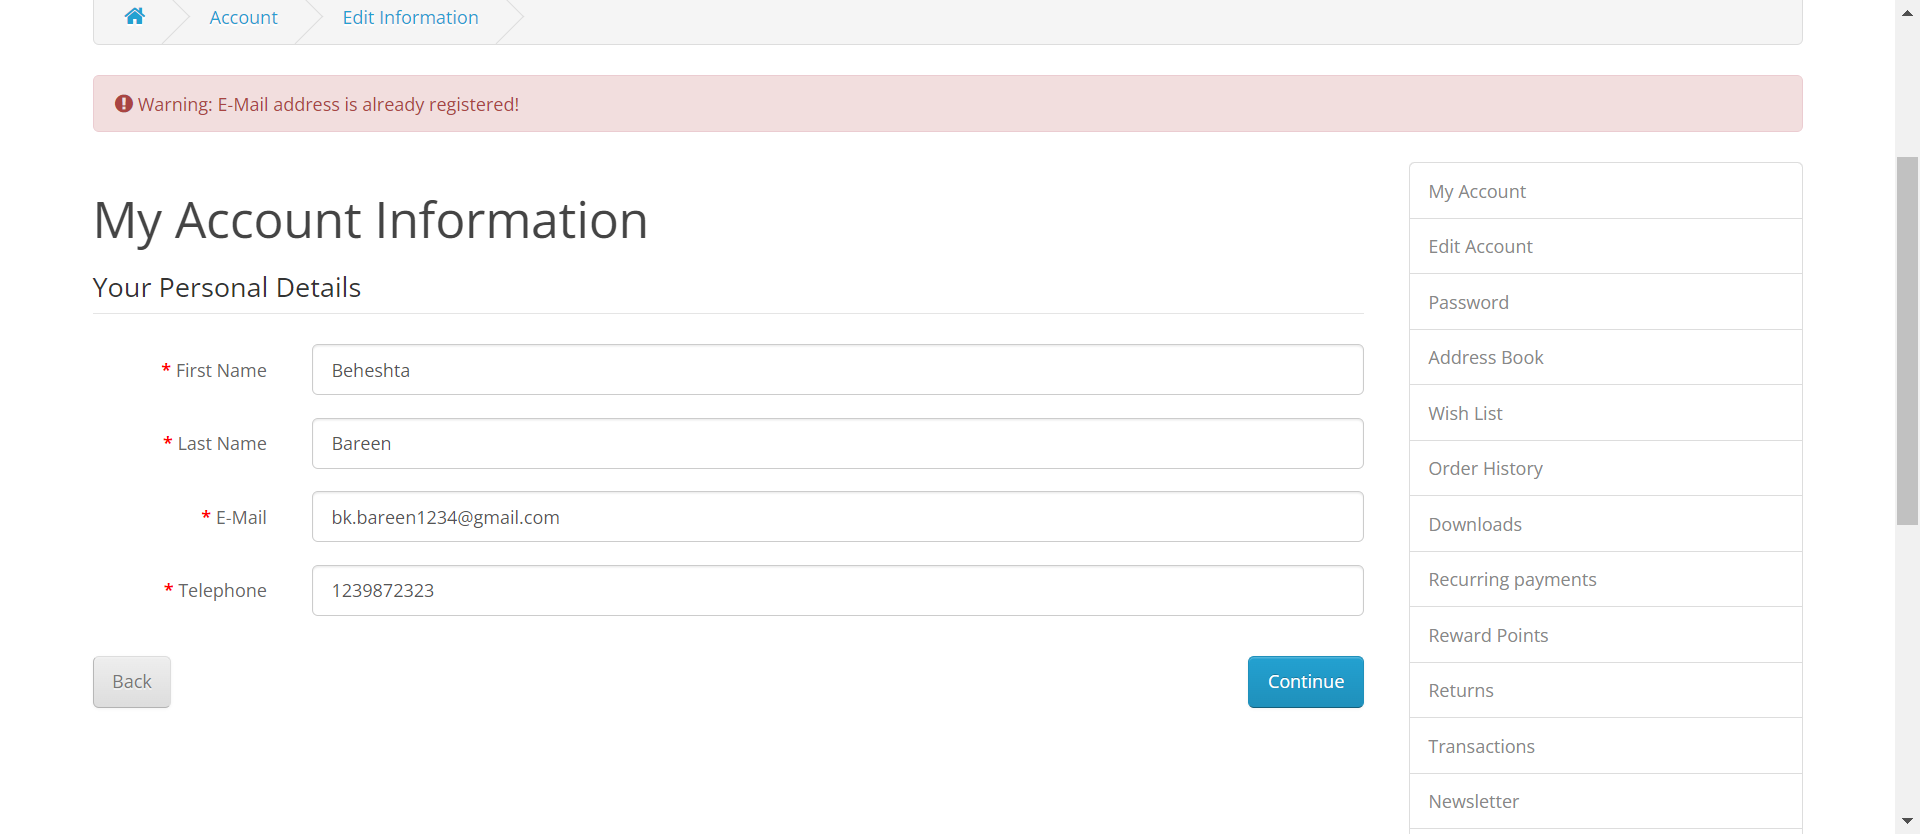 Account
Edit Information
Warning: E-Mail address is already registered!
My Account Information
Your Personal Details
* First Name
Beheshta
* Last Name
Bareen
* E-Mail
bk.bareen1234@gmail.com
* Telephone
1239872323
Back
Continue
My Account
Edit Account
Password
Address Book
Wish List
Order History
Downloads
Recurring payments
Reward Points
Returns
Transactions
Newsletter